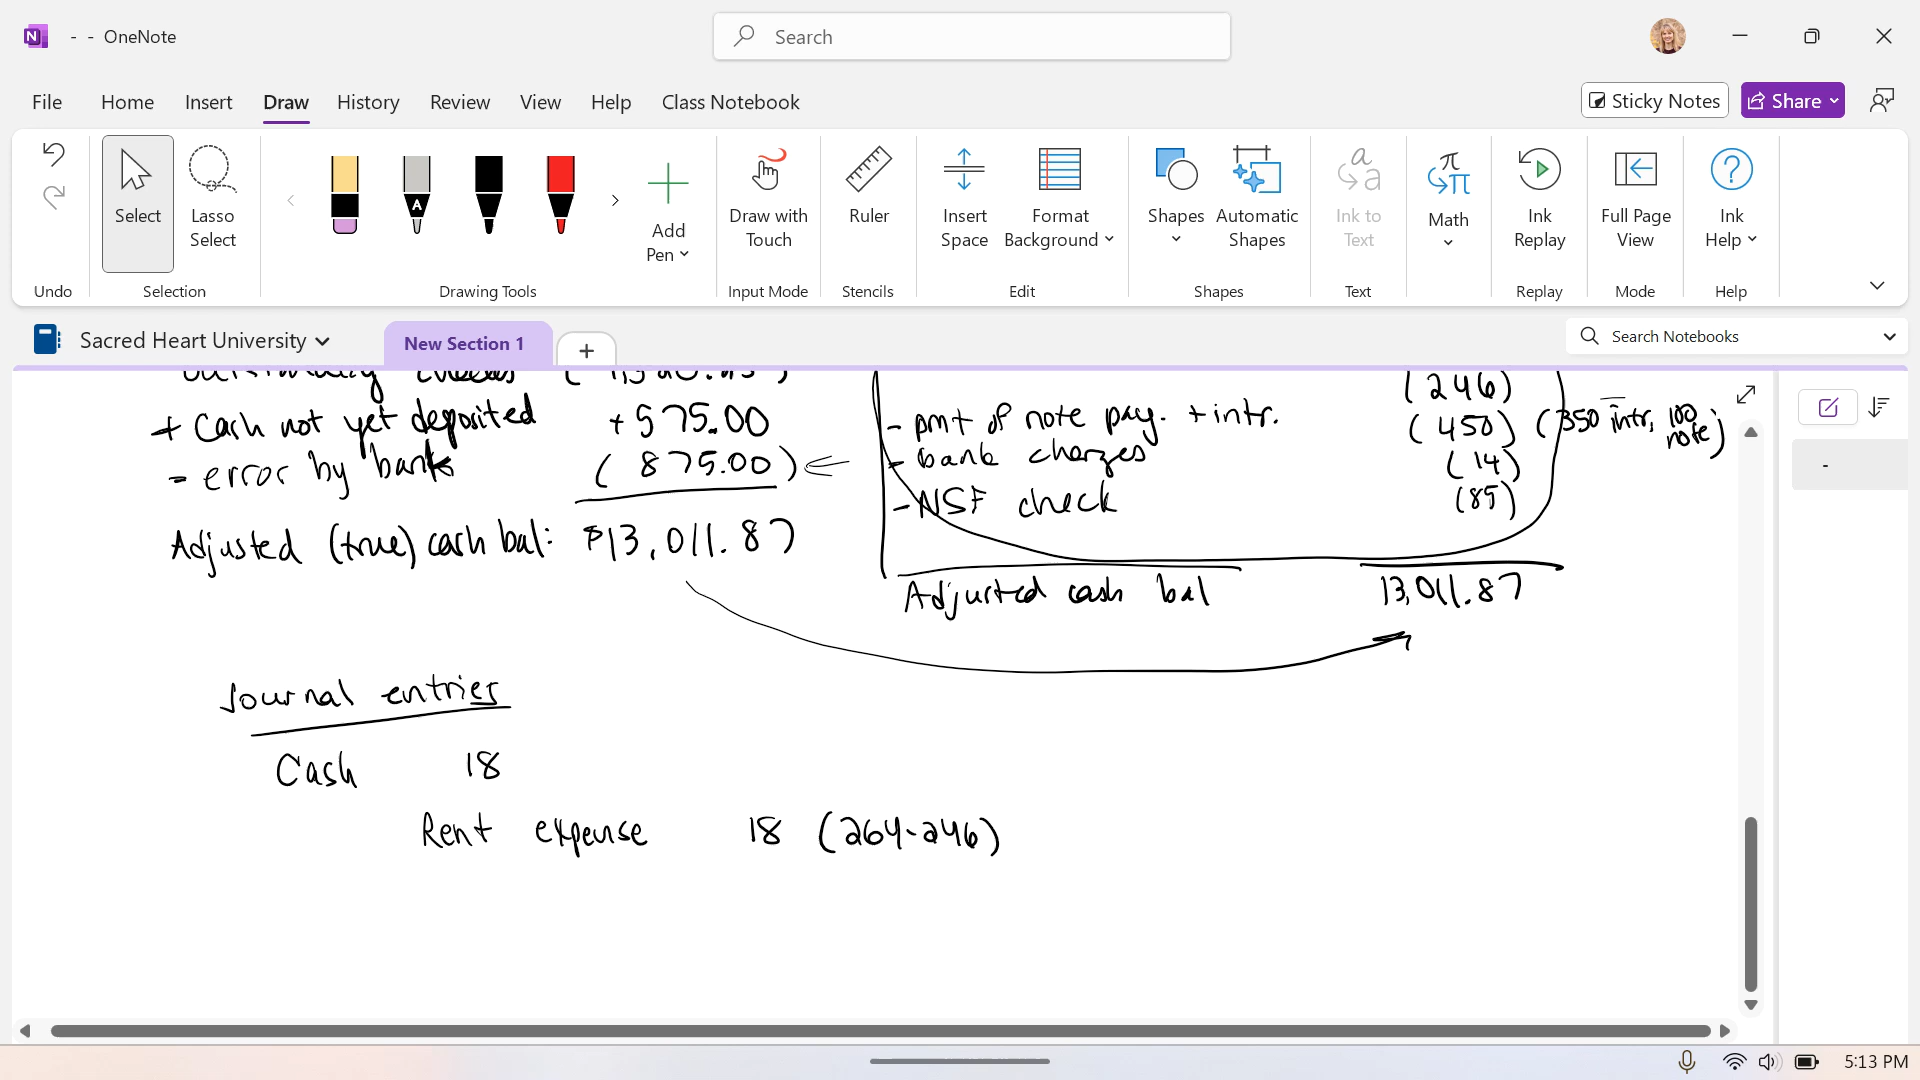 - - OneNote
Search
File Home Insert Draw History Review View Help Class Notebook
Sticky Notes Share
Select
Lasso Select
A
Add Pen
Draw with Touch
Ruler
Insert Space
Format Background
Shapes
Automatic Shapes
Ink to Text
Math
Ink Replay
Full Page View
Ink Help
Undo Selection Drawing Tools Input Mode Stencils Edit Shapes Text Replay Mode Help
Sacred Heart University New Section 1 + Search Notebooks
+ Cash not yet deposited +575.00
- error by bank (875.00)
Adjusted (true) cash bal: $13,011.87
(246)
- pmt of note pay. + intr. (450) (350 intr, 100 note)
- bank charges (14)
- NSF check (85)
Adjusted cash bal 13,011.87
Journal entries
Cash 18
Rent expense 18 (264-246)
-
5:13 PM